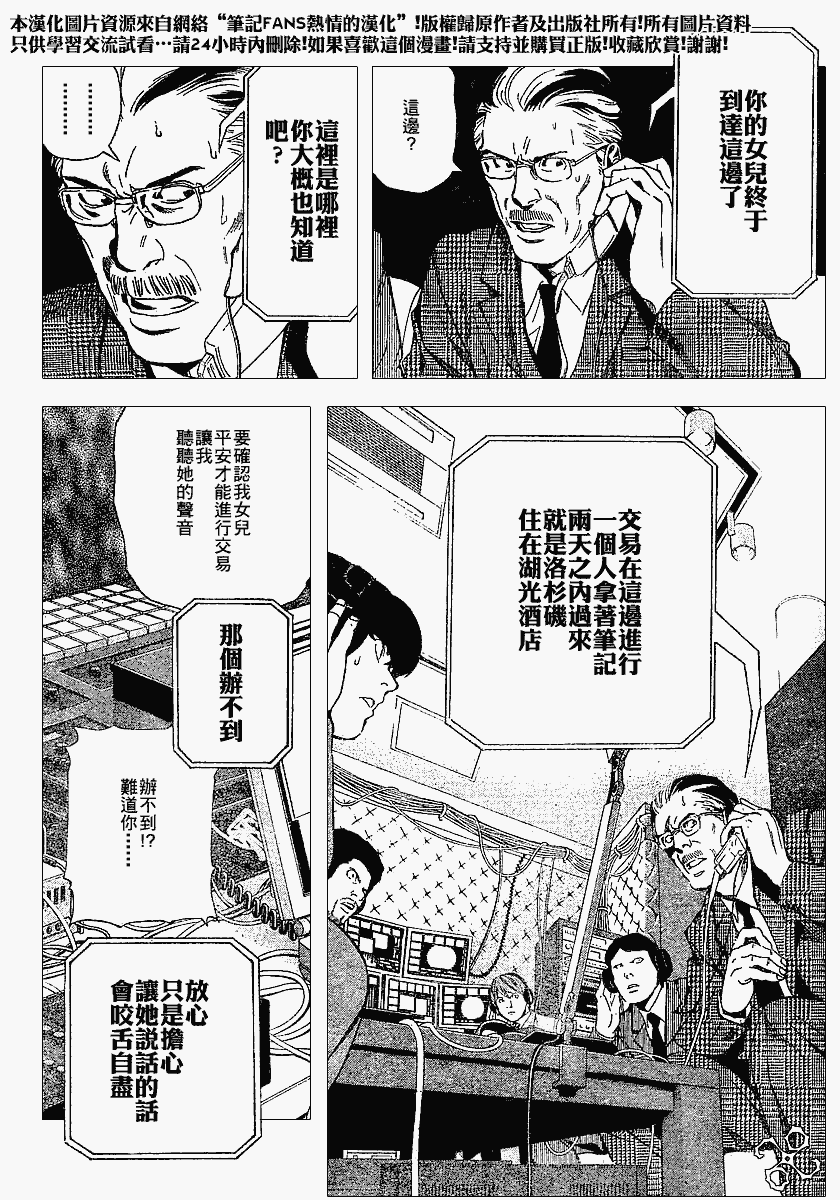 本漢化圖片資源來自網絡“筆記FANS熱情的漢化”!版權歸原作者及出版社所有!所有圖片資料
只供學習交流試看…請24小時內刪除!如果喜歡這個漫畫!請支持並購買正版!收藏欣賞!謝謝!
你的女兒終于
到達這邊了
這邊?
這裡是哪裡
你大概也知道
吧?
………
………
交易在這邊進行
一個人拿著筆記
兩天之內過來
就是洛杉磯
住在湖光酒店
要確認我女兒
平安才能進行交易
讓我
聽聽她的聲音
那個辦不到
辦不到!?
難道你……
放心
只是擔心
讓她説話的話
會咬舌自盡